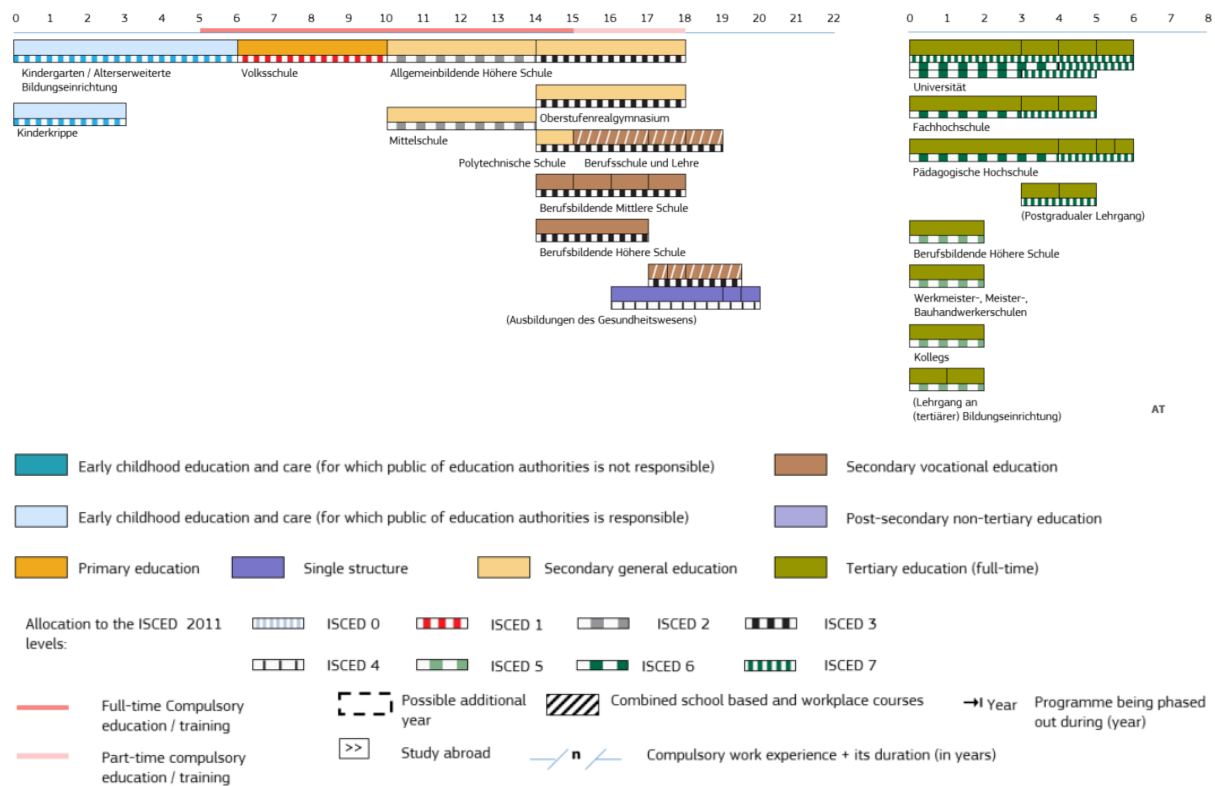 0 1 2 3 4 5 6 7 8 9 10 11 12 13 14 15 16 17 18 19 20 21 22
0 1 2 3 4 5 6 7 8
Kindergarten / Alterserweiterte
Bildungseinrichtung
Volksschule
Allgemeinbildende Höhere Schule
Kinderkrippe
Oberstufenrealgymnasium
Mittelschule
Polytechnische Schule
Berufsschule und Lehre
Berufsbildende Mittlere Schule
Berufsbildende Höhere Schule
(Ausbildungen des Gesundheitswesens)
Universität
Fachhochschule
Pädagogische Hochschule
(Postgradualer Lehrgang)
Berufsbildende Höhere Schule
Werkmeister-, Meister-,
Bauhandwerkerschulen
Kollegs
(Lehrgang an
(tertiärer) Bildungseinrichtung)
AT
Early childhood education and care (for which public of education authorities is not responsible)
Secondary vocational education
Early childhood education and care (for which public of education authorities is responsible)
Post-secondary non-tertiary education
Primary education
Single structure
Secondary general education
Tertiary education (full-time)
Allocation to the ISCED 2011
levels:
ISCED 0
ISCED 1
ISCED 2
ISCED 3
ISCED 4
ISCED 5
ISCED 6
ISCED 7
Full-time Compulsory
education / training
Possible additional
year
Combined school based and workplace courses
Year
Programme being phased
out during (year)
Part-time compulsory
education / training
>>
Study abroad
n
Compulsory work experience + its duration (in years)